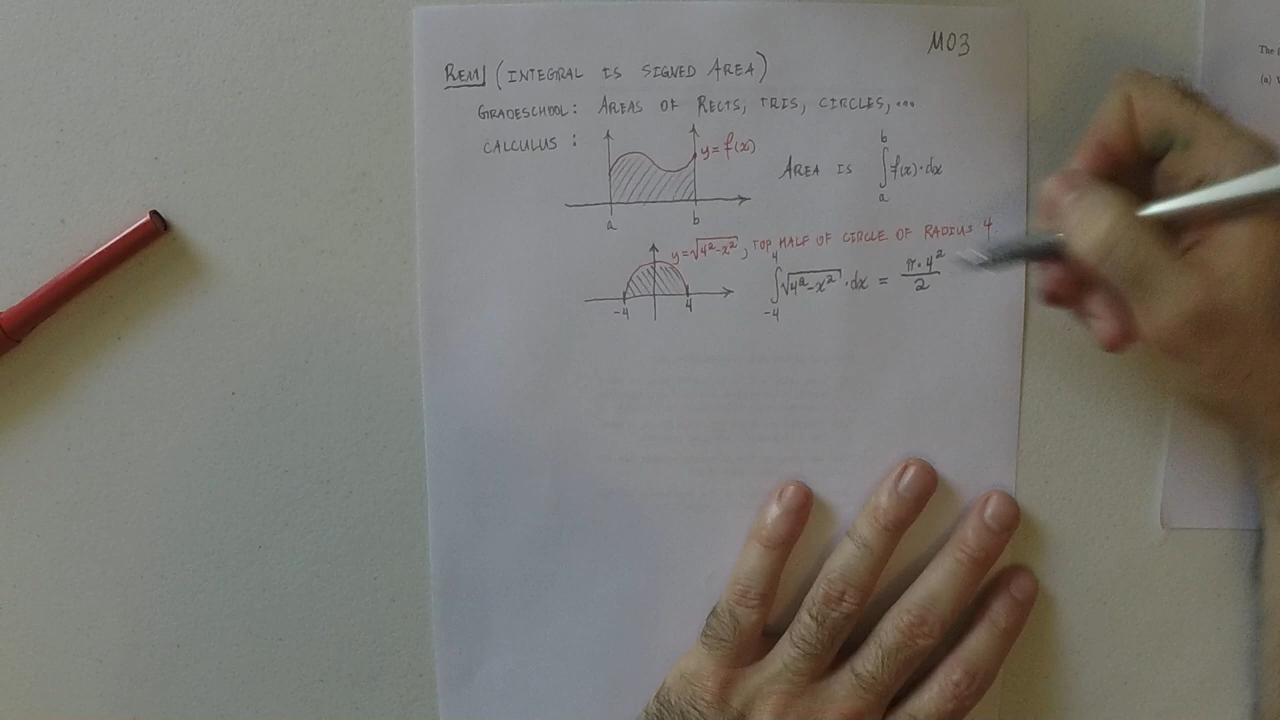 M03
REM (INTEGRAL IS SIGNED AREA)
GRADESCHOOL: AREAS OF RECTS, TRIS, CIRCLES, ...
CALCULUS:
y=f(x)
AREA IS ∫_a^b f(x)·dx
a b
y=√(4²-x²), TOP HALF OF CIRCLE OF RADIUS 4.
∫_{-4}^4 √(4²-x²)·dx = π·4²/2
-4 4
The
(a)